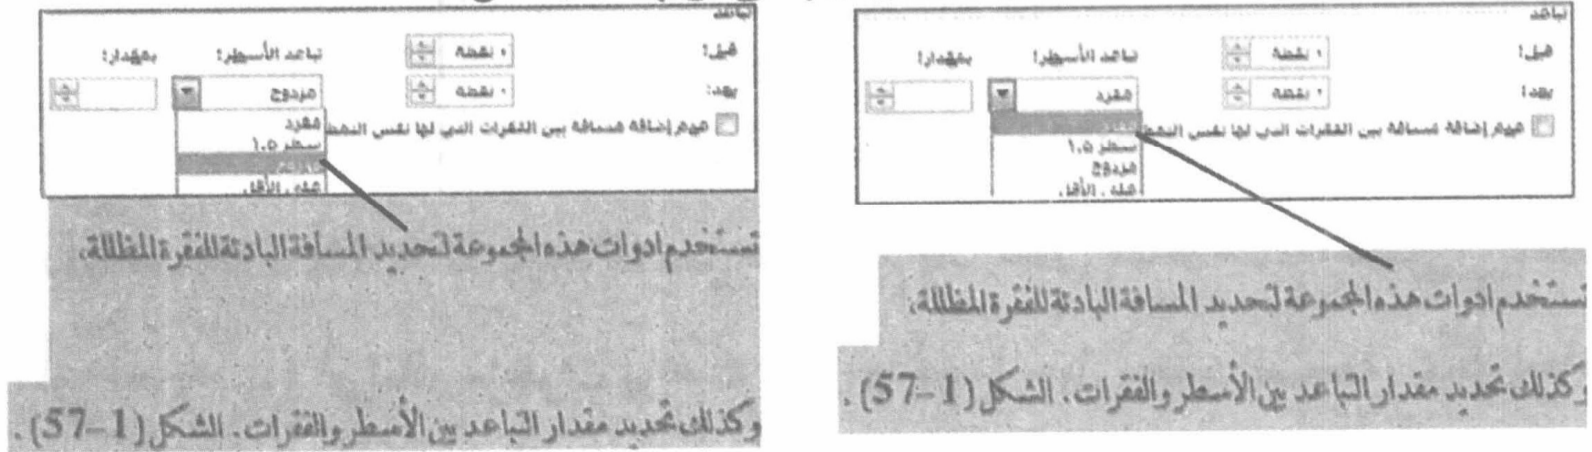 تباعد
قبل: ٠ نقطة تباعد الأسطر: بمقدار:
بعد: ٠ نقطة مفرد
عدم إضافة مسافة بين الفقرات التي لها نفس النمط
سطر ١.٥
مزدوج
على الأقل
تستخدم ادوات هذه المجموعة لتحديد المسافة البادئة للفقرة المظللة،
وكذلك تحديد مقدار التباعد بين الأسطر والفقرات. الشكل (1-57).
تباعد
قبل: ٠ نقطة تباعد الأسطر: بمقدار:
بعد: ٠ نقطة مزدوج
عدم إضافة مسافة بين الفقرات التي لها نفس النمط
مفرد
سطر ١.٥
على الأقل
تستخدم ادوات هذه المجموعة لتحديد المسافة البادئة للفقرة المظللة،
وكذلك تحديد مقدار التباعد بين الأسطر والفقرات. الشكل (1-57).